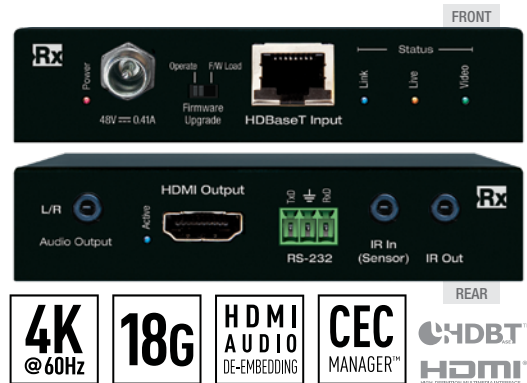 FRONT
Rx
Power
48V 0.41A
Operate F/W Load
Firmware
Upgrade
HDBaseT Input
Status
Link
Live
Video
L/R
Audio Output
Active
HDMI Output
TxD
RxD
RS-232
IR In
(Sensor)
IR Out
Rx
REAR
4K
@60Hz
18G
HDMI
AUDIO
DE-EMBEDDING
CEC
MANAGER™
HDBT
HDMI